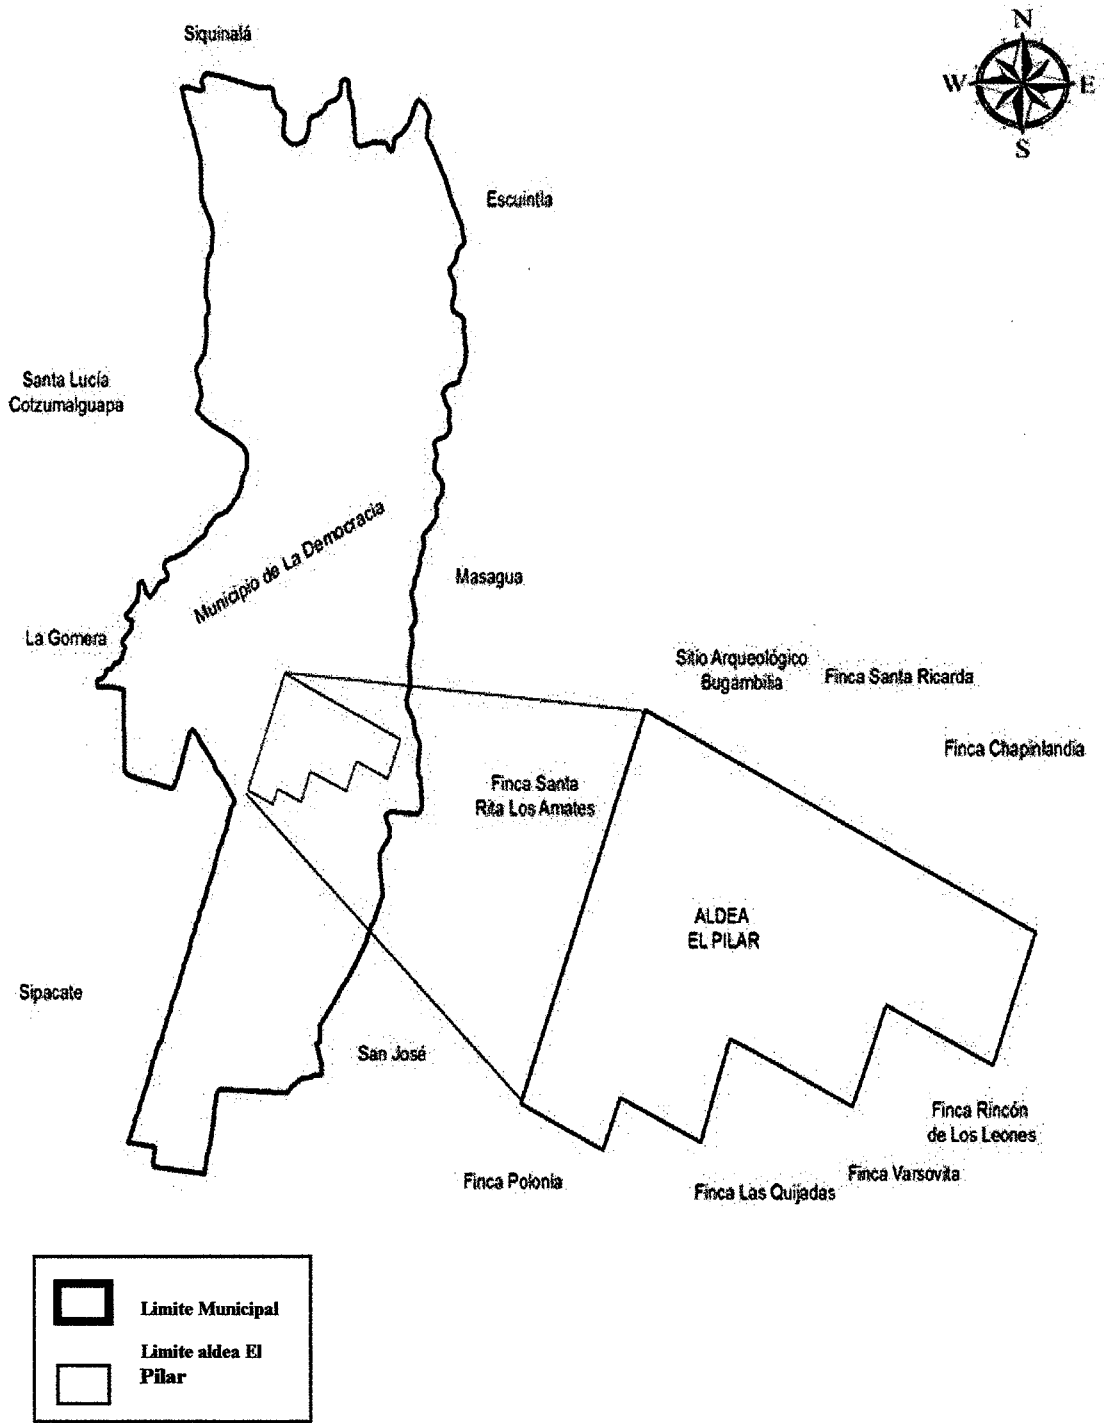 Siquinalá
N
W
E
S
Escuintla
Santa Lucía
Cotzumalguapa
Municipio de La Democracia
Masagua
La Gomera
Sitio Arqueológico
Bugambilia
Finca Santa Ricarda
Finca Chapinlandia
Finca Santa
Rita Los Amates
ALDEA
EL PILAR
Sipacate
San José
Finca Rincón
de Los Leones
Finca Polonia
Finca Las Quijadas
Finca Varsovita
Limite Municipal
Limite aldea El
Pilar